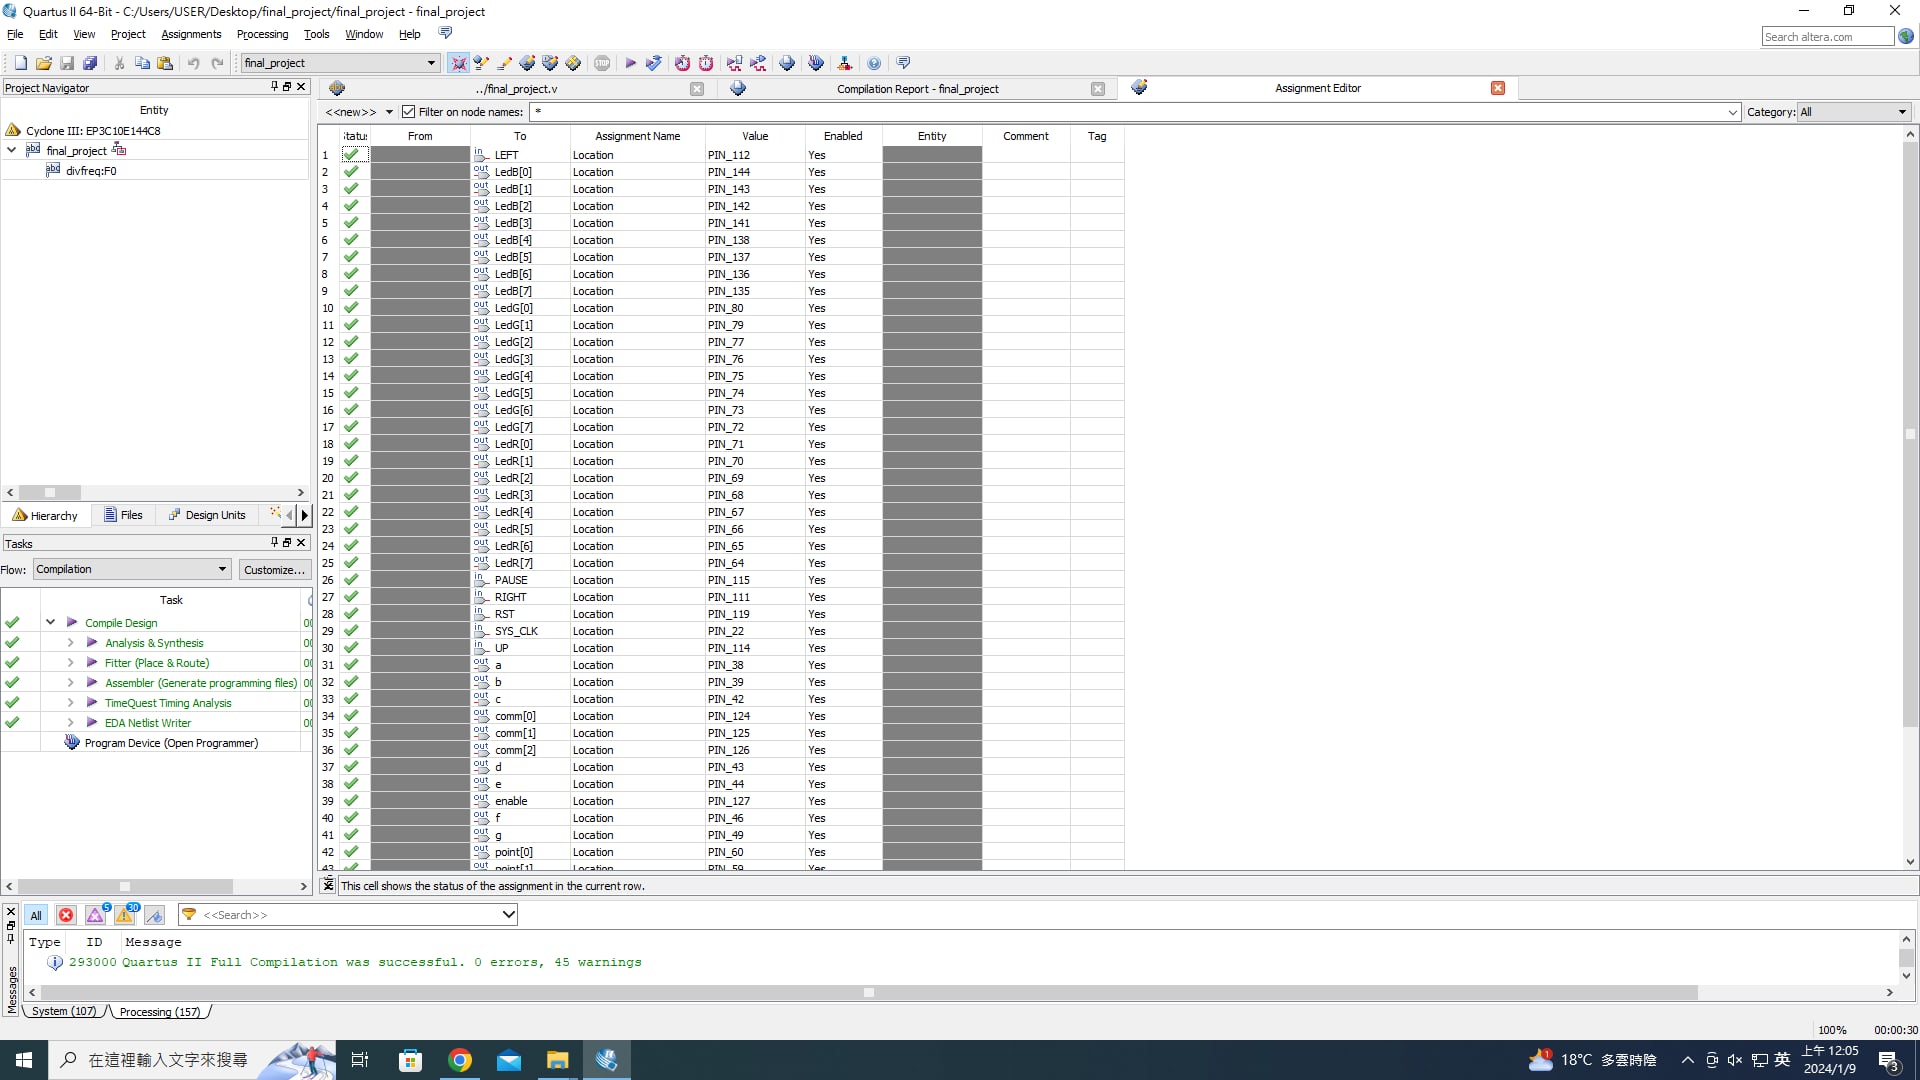 Quartus II 64-Bit - C:/Users/USER/Desktop/final_project/final_project - final_project
File Edit View Project Assignments Processing Tools Window Help
Search altera.com
final_project
Project Navigator
Entity
Cyclone III: EP3C10E144C8
final_project
divfreq:F0
Hierarchy Files Design Units
Tasks
Flow: Compilation Customize...
Task
Compile Design 00
Analysis & Synthesis 00
Fitter (Place & Route) 00
Assembler (Generate programming files) 00
TimeQuest Timing Analysis 00
EDA Netlist Writer 00
Program Device (Open Programmer)
../final_project.v Compilation Report - final_project Assignment Editor
<<new>> Filter on node names: * Category: All
itatu: From To Assignment Name Value Enabled Entity Comment Tag
1 in LEFT Location PIN_112 Yes
2 out LedB[0] Location PIN_144 Yes
3 out LedB[1] Location PIN_143 Yes
4 out LedB[2] Location PIN_142 Yes
5 out LedB[3] Location PIN_141 Yes
6 out LedB[4] Location PIN_138 Yes
7 out LedB[5] Location PIN_137 Yes
8 out LedB[6] Location PIN_136 Yes
9 out LedB[7] Location PIN_135 Yes
10 out LedG[0] Location PIN_80 Yes
11 out LedG[1] Location PIN_79 Yes
12 out LedG[2] Location PIN_77 Yes
13 out LedG[3] Location PIN_76 Yes
14 out LedG[4] Location PIN_75 Yes
15 out LedG[5] Location PIN_74 Yes
16 out LedG[6] Location PIN_73 Yes
17 out LedG[7] Location PIN_72 Yes
18 out LedR[0] Location PIN_71 Yes
19 out LedR[1] Location PIN_70 Yes
20 out LedR[2] Location PIN_69 Yes
21 out LedR[3] Location PIN_68 Yes
22 out LedR[4] Location PIN_67 Yes
23 out LedR[5] Location PIN_66 Yes
24 out LedR[6] Location PIN_65 Yes
25 out LedR[7] Location PIN_64 Yes
26 in PAUSE Location PIN_115 Yes
27 in RIGHT Location PIN_111 Yes
28 in RST Location PIN_119 Yes
29 in SYS_CLK Location PIN_22 Yes
30 in UP Location PIN_114 Yes
31 out a Location PIN_38 Yes
32 out b Location PIN_39 Yes
33 out c Location PIN_42 Yes
34 out comm[0] Location PIN_124 Yes
35 out comm[1] Location PIN_125 Yes
36 out comm[2] Location PIN_126 Yes
37 out d Location PIN_43 Yes
38 out e Location PIN_44 Yes
39 out enable Location PIN_127 Yes
40 out f Location PIN_46 Yes
41 out g Location PIN_49 Yes
42 out point[0] Location PIN_60 Yes
43 out point[1] Location PIN_59 Yes
This cell shows the status of the assignment in the current row.
All 5 30 <<Search>>
Type ID Message
293000 Quartus II Full Compilation was successful. 0 errors, 45 warnings
Messages
System (107) Processing (157)
100% 00:00:30
在這裡輸入文字來搜尋
1 18°C 多雲時陰 英 上午 12:05
2024/1/9 3